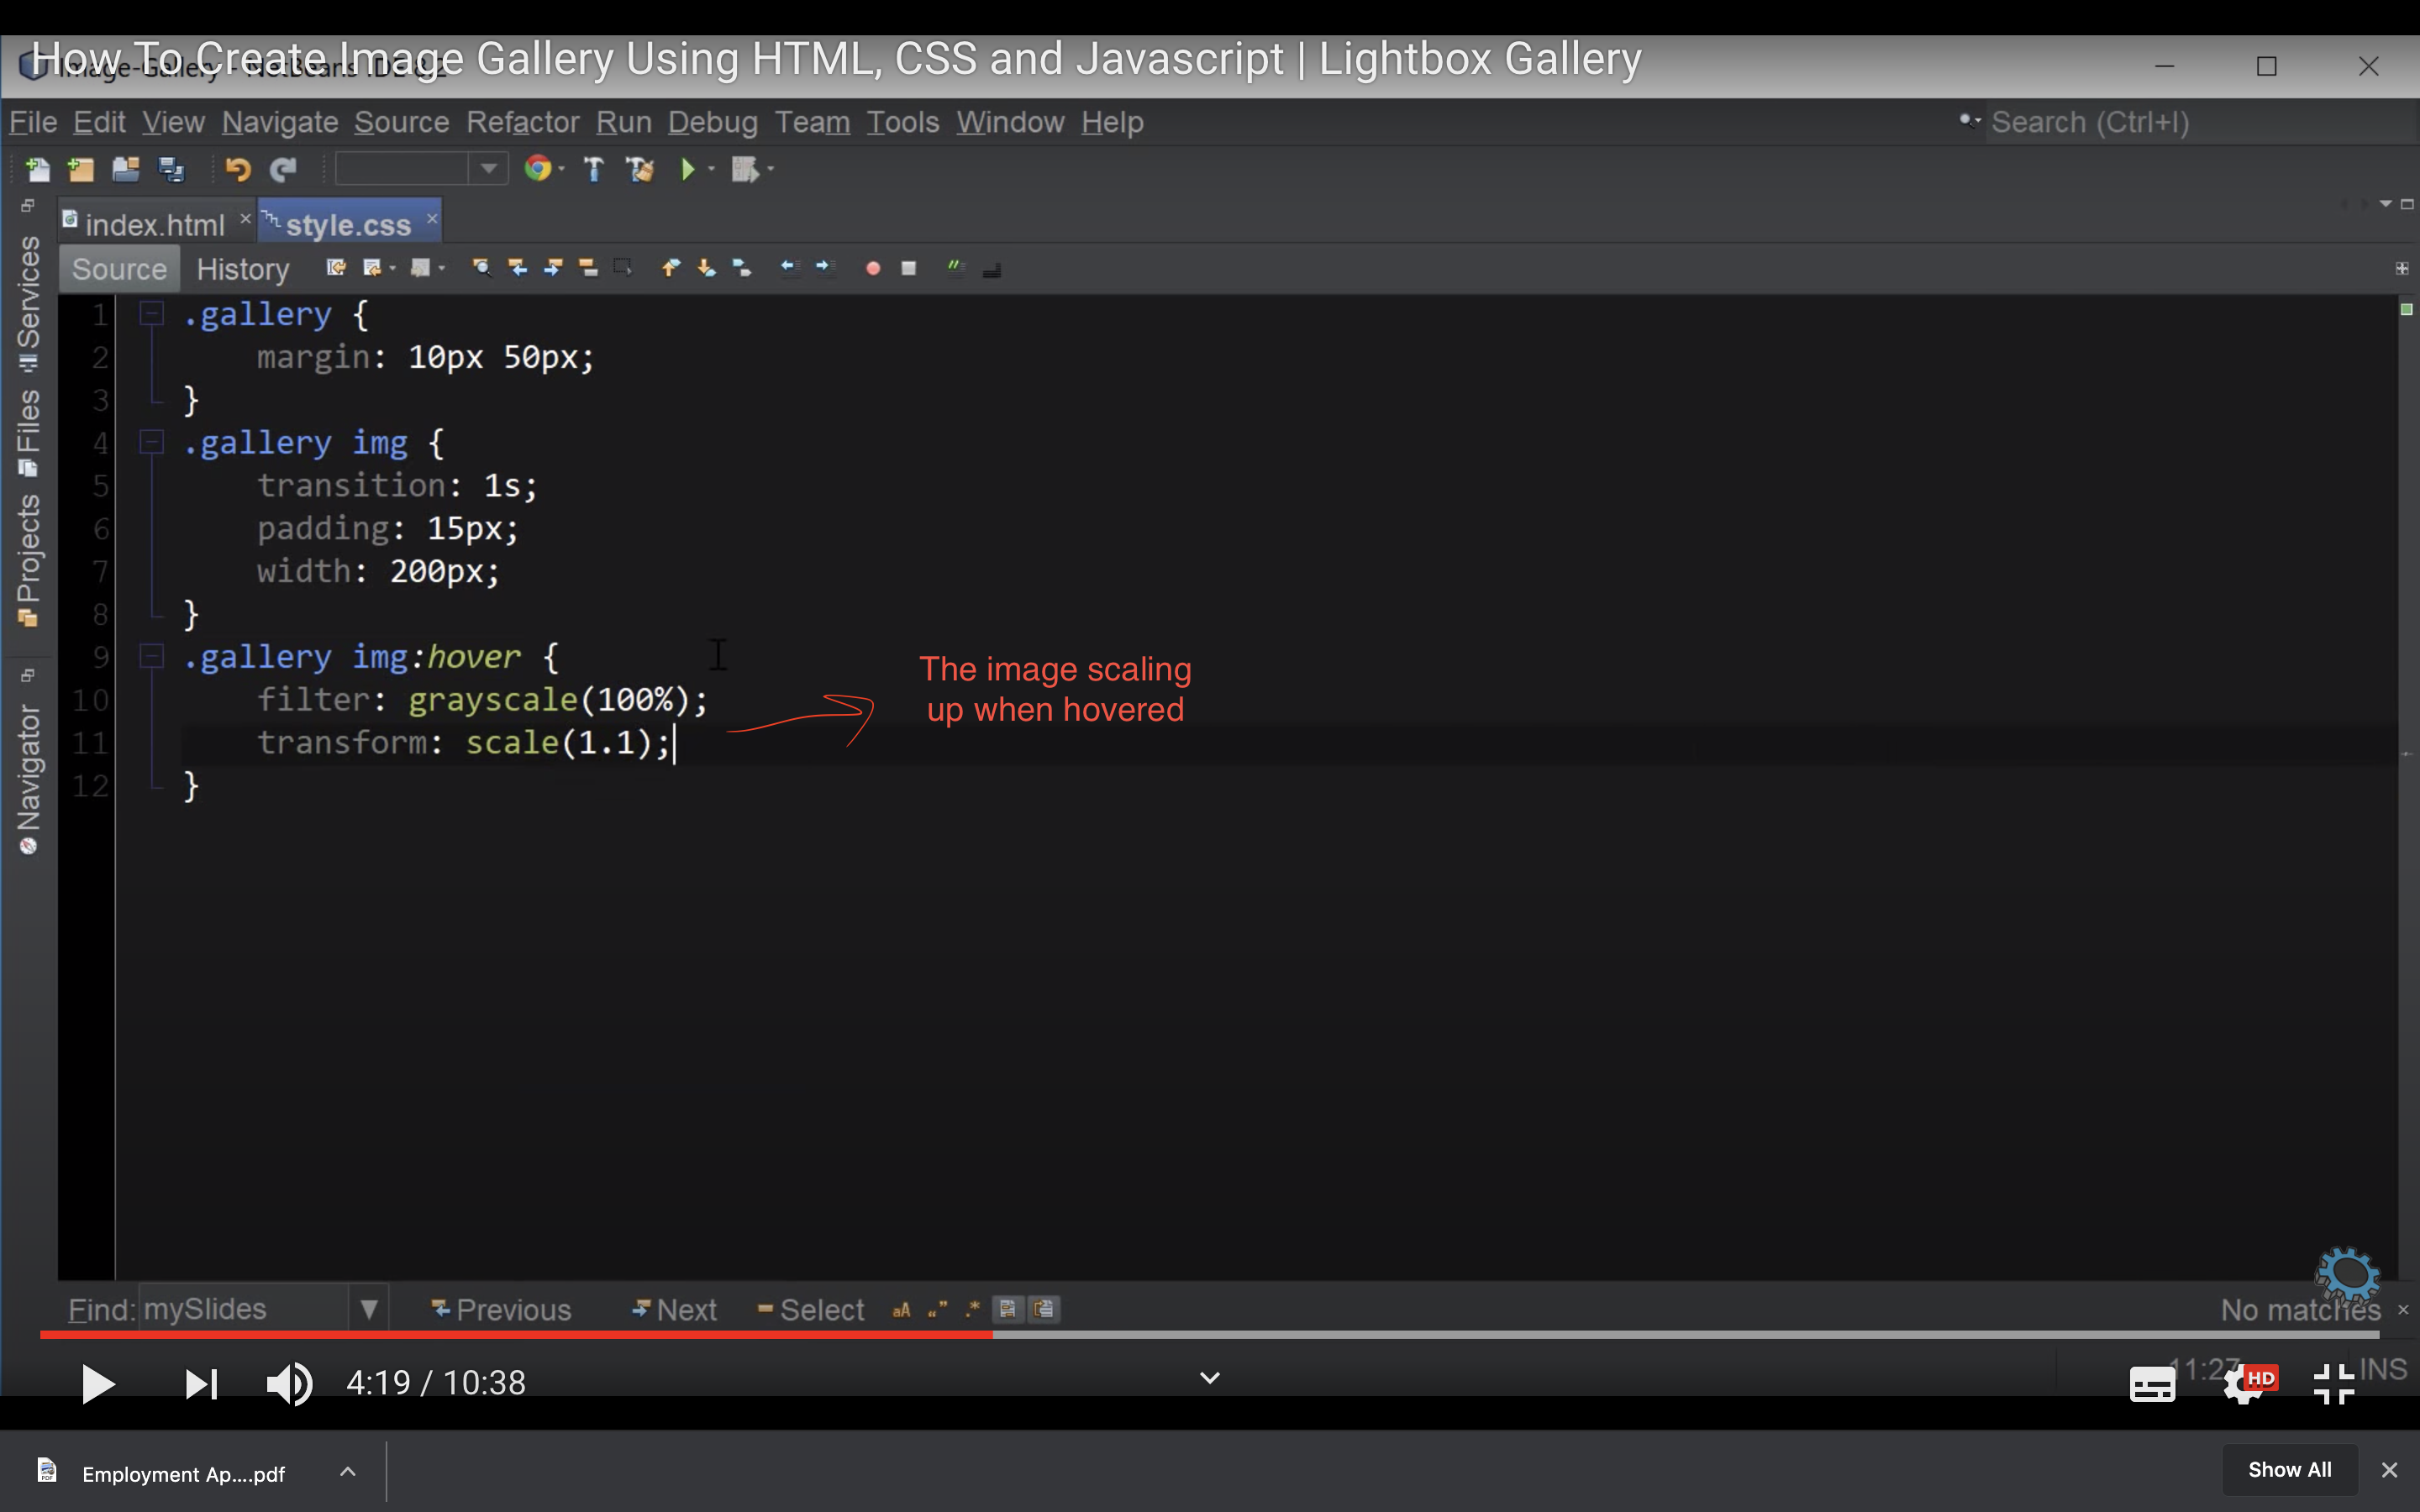 How To Create Image Gallery Using HTML, CSS and Javascript | Lightbox Gallery
File Edit View Navigate Source Refactor Run Debug Team Tools Window Help
Search (Ctrl+I)
index.html
style.css
Source History
Services
Files
Projects
Navigator
1 .gallery {
2 margin: 10px 50px;
3 }
4 .gallery img {
5 transition: 1s;
6 padding: 15px;
7 width: 200px;
8 }
9 .gallery img:hover {
10 filter: grayscale(100%);
11 transform: scale(1.1);
12 }
The image scaling
up when hovered
Find: mySlides Previous Next Select aA No matches
4:19 / 10:38
HD
INS
Employment Ap....pdf
Show All